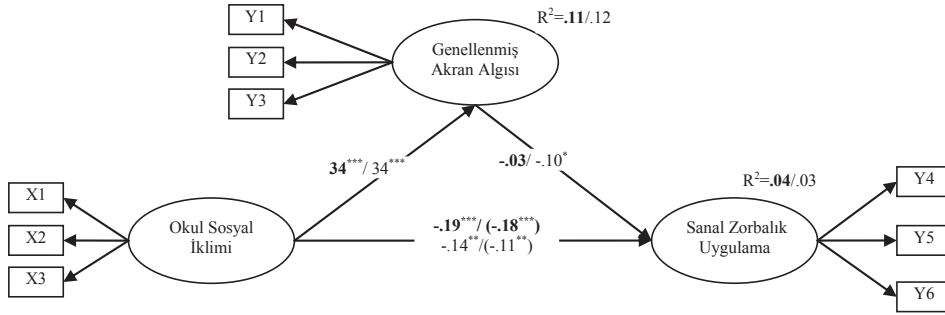 Y1
R²=.11/.12
Genellenmiş
Akran Algısı
Y2
Y3
34***/ 34***
-.03/ -.10*
R²=.04/.03
Y4
X1
Okul Sosyal
İklimi
-.19***/ (-.18***)
-.14**/(-.11**)
Sanal Zorbalık
Uygulama
X2
Y5
X3
Y6